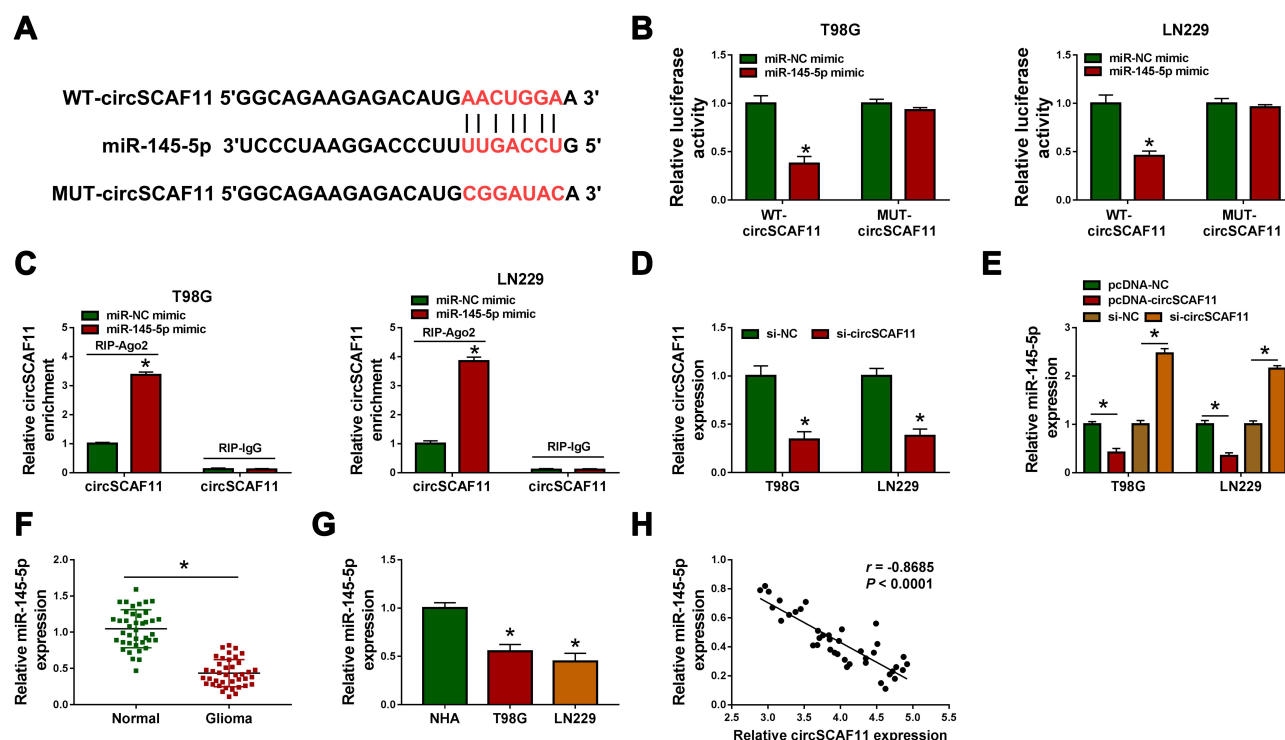 A
WT-circSCAF11 5'GGCAGAAGAGACAUGAACUGGAA 3'
miR-145-5p 3'UCCCUAAGGACCCUUUUGACCUG 5'
MUT-circSCAF11 5'GGCAGAAGAGACAUGCGGAUACA 3'
B
T98G
miR-NC mimic
miR-145-5p mimic
Relative luciferase
activity
1.5
1.0
0.5
0.0
*
WT-
circSCAF11
MUT-
circSCAF11
LN229
miR-NC mimic
miR-145-5p mimic
Relative luciferase
activity
1.5
1.0
0.5
0.0
*
WT-
circSCAF11
MUT-
circSCAF11
C
T98G
miR-NC mimic
miR-145-5p mimic
Relative circSCAF11
enrichment
5
4
3
2
1
0
RIP-Ago2
*
RIP-IgG
circSCAF11
circSCAF11
LN229
miR-NC mimic
miR-145-5p mimic
Relative circSCAF11
enrichment
5
4
3
2
1
0
RIP-Ago2
*
RIP-IgG
circSCAF11
circSCAF11
D
si-NC
si-circSCAF11
Relative circSCAF11
expression
1.5
1.0
0.5
0.0
*
*
T98G
LN229
E
pcDNA-NC
pcDNA-circSCAF11
si-NC
si-circSCAF11
Relative miR-145-5p
expression
3
2
1
0
*
*
*
*
T98G
LN229
F
Relative miR-145-5p
expression
2.0
1.5
1.0
0.5
0.0
*
Normal
Glioma
G
Relative miR-145-5p
expression
1.5
1.0
0.5
0.0
*
*
NHA
T98G
LN229
H
Relative miR-145-5p
expression
1.0
0.8
0.6
0.4
0.2
0.0
r = -0.8685
P < 0.0001
2.5
3.0
3.5
4.0
4.5
5.0
5.5
Relative circSCAF11 expression